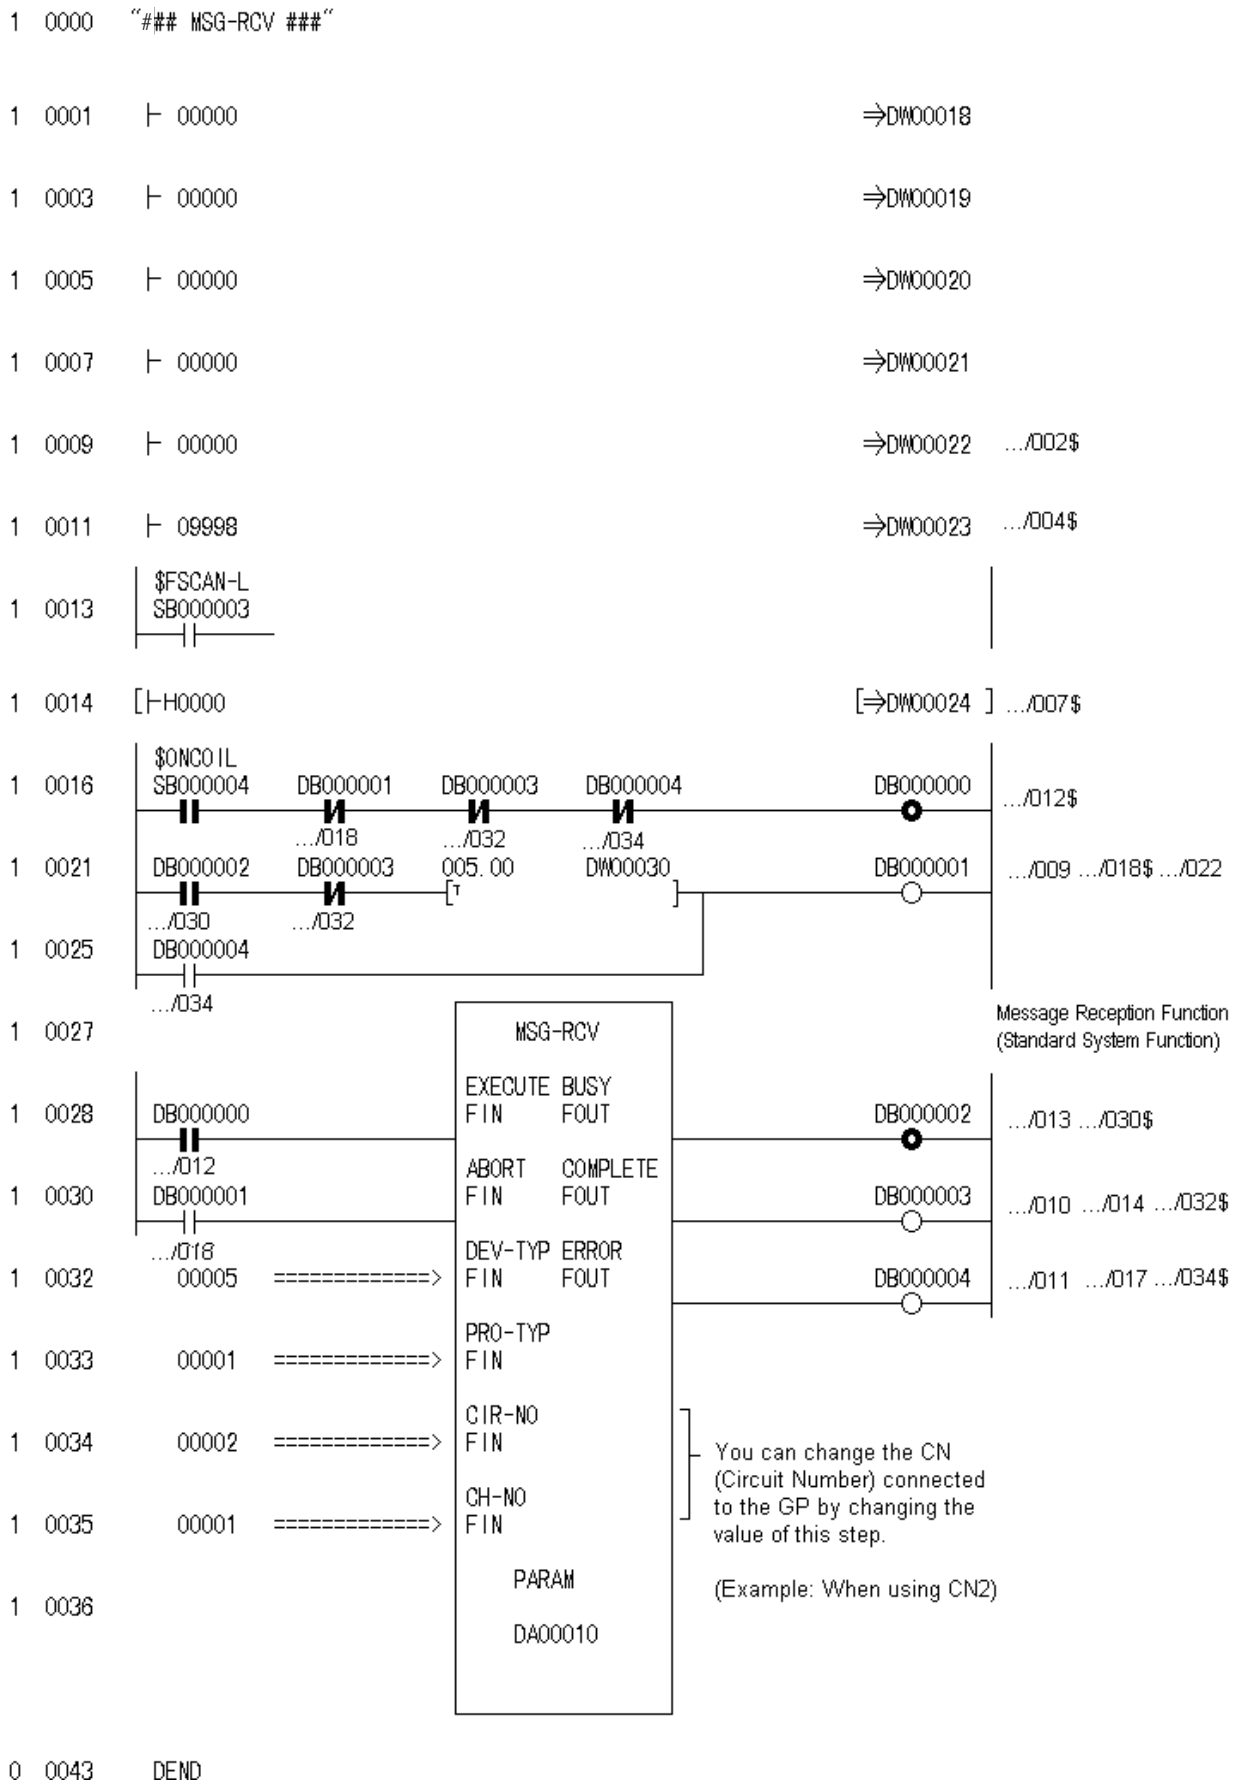 1 0000 “### MSG-RCV ###”
1 0001 ├ 00000 ⇒DW00018
1 0003 ├ 00000 ⇒DW00019
1 0005 ├ 00000 ⇒DW00020
1 0007 ├ 00000 ⇒DW00021
1 0009 ├ 00000 ⇒DW00022 .../002$
1 0011 ├ 09998 ⇒DW00023 .../004$
$FSCAN-L
1 0013 SB000003
1 0014 [├H0000 [⇒DW00024 ] .../007$
$ONCOIL
1 0016 SB000004 DB000001 DB000003 DB000004 DB000000 .../012$
.../018 .../032 .../034
1 0021 DB000002 DB000003 005.00 DW00030 DB000001 .../009 .../018$ .../022
[T ]
.../030 .../032
1 0025 DB000004
.../034
1 0027 MSG-RCV
Message Reception Function
(Standard System Function)
EXECUTE BUSY
1 0028 DB000000 FIN FOUT DB000002 .../013 .../030$
.../012
ABORT COMPLETE
1 0030 DB000001 FIN FOUT DB000003 .../010 .../014 .../032$
.../018
DEV-TYP ERROR
1 0032 00005 ============> FIN FOUT DB000004 .../011 .../017 .../034$
PRO-TYP
1 0033 00001 ============> FIN
CIR-NO
1 0034 00002 ============> FIN
CH-NO
1 0035 00001 ============> FIN
You can change the CN
(Circuit Number) connected
to the GP by changing the
value of this step.
(Example: When using CN2)
PARAM
1 0036
DA00010
0 0043 DEND